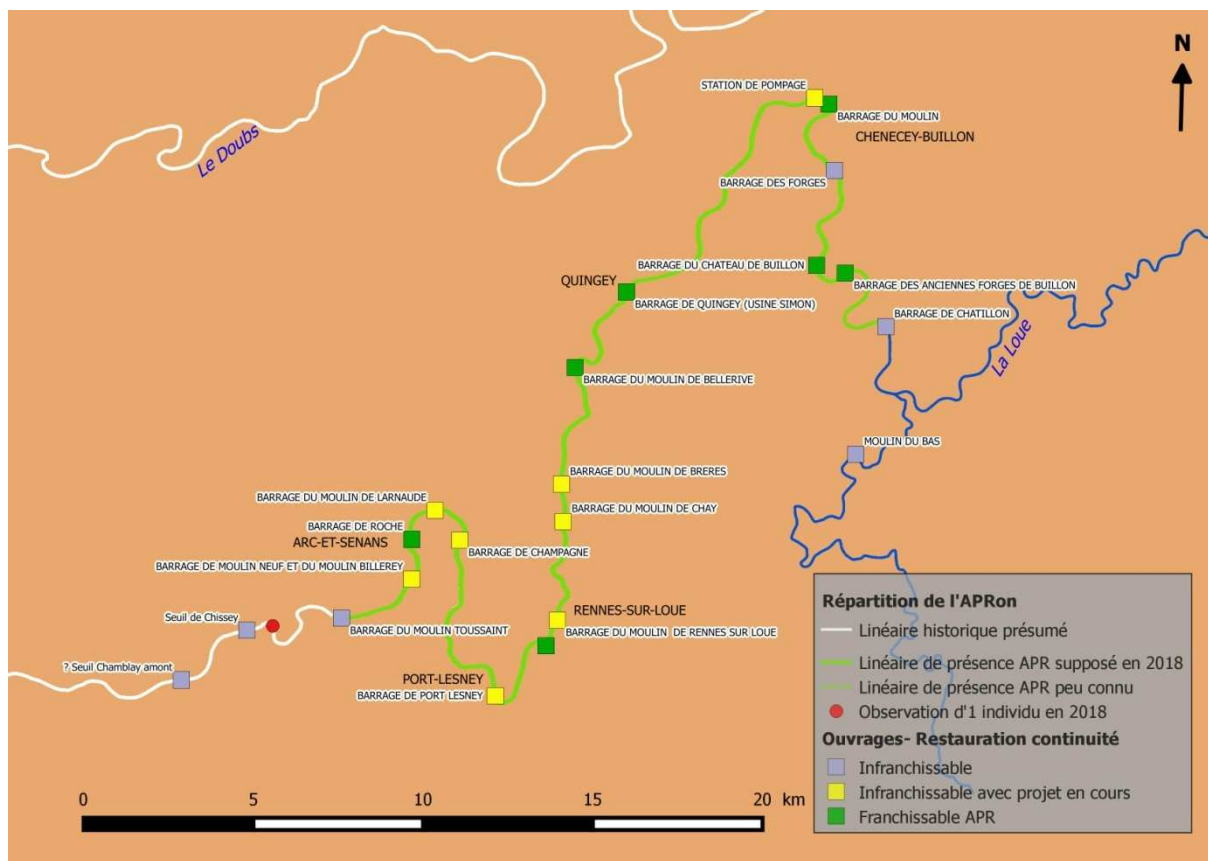 N
STATION DE POMPAGE
BARRAGE DU MOULIN
CHENECEY-BUILLON
Le Doubs
BARRAGE DES FORGES
BARRAGE DU CHATEAU DE BUILLON
QUINGEY
BARRAGE DES ANCIENNES FORGES DE BUILLON
BARRAGE DE QUINGEY (USINE SIMON)
BARRAGE DE CHATILLON
La Loue
BARRAGE DU MOULIN DE BELLERIVE
MOULIN DU BAS
BARRAGE DU MOULIN DE BRERES
BARRAGE DU MOULIN DE LARNAUDE
BARRAGE DU MOULIN DE CHAY
BARRAGE DE ROCHE
ARC-ET-SENANS
BARRAGE DE CHAMPAGNE
BARRAGE DE MOULIN NEUF ET DU MOULIN BILLEREY
Seuil de Chissey
BARRAGE DU MOULIN TOUSSAINT
RENNES-SUR-LOUE
BARRAGE DU MOULIN DE RENNES SUR LOUE
? Seuil Chamblay amont
PORT-LESNEY
BARRAGE DE PORT LESNEY
Répartition de l'APRon
Linéaire historique présumé
Linéaire de présence APR supposé en 2018
Linéaire de présence APR peu connu
Observation d'1 individu en 2018
Ouvrages- Restauration continuité
Infranchissable
Infranchissable avec projet en cours
Franchissable APR
0 5 10 15 20 km